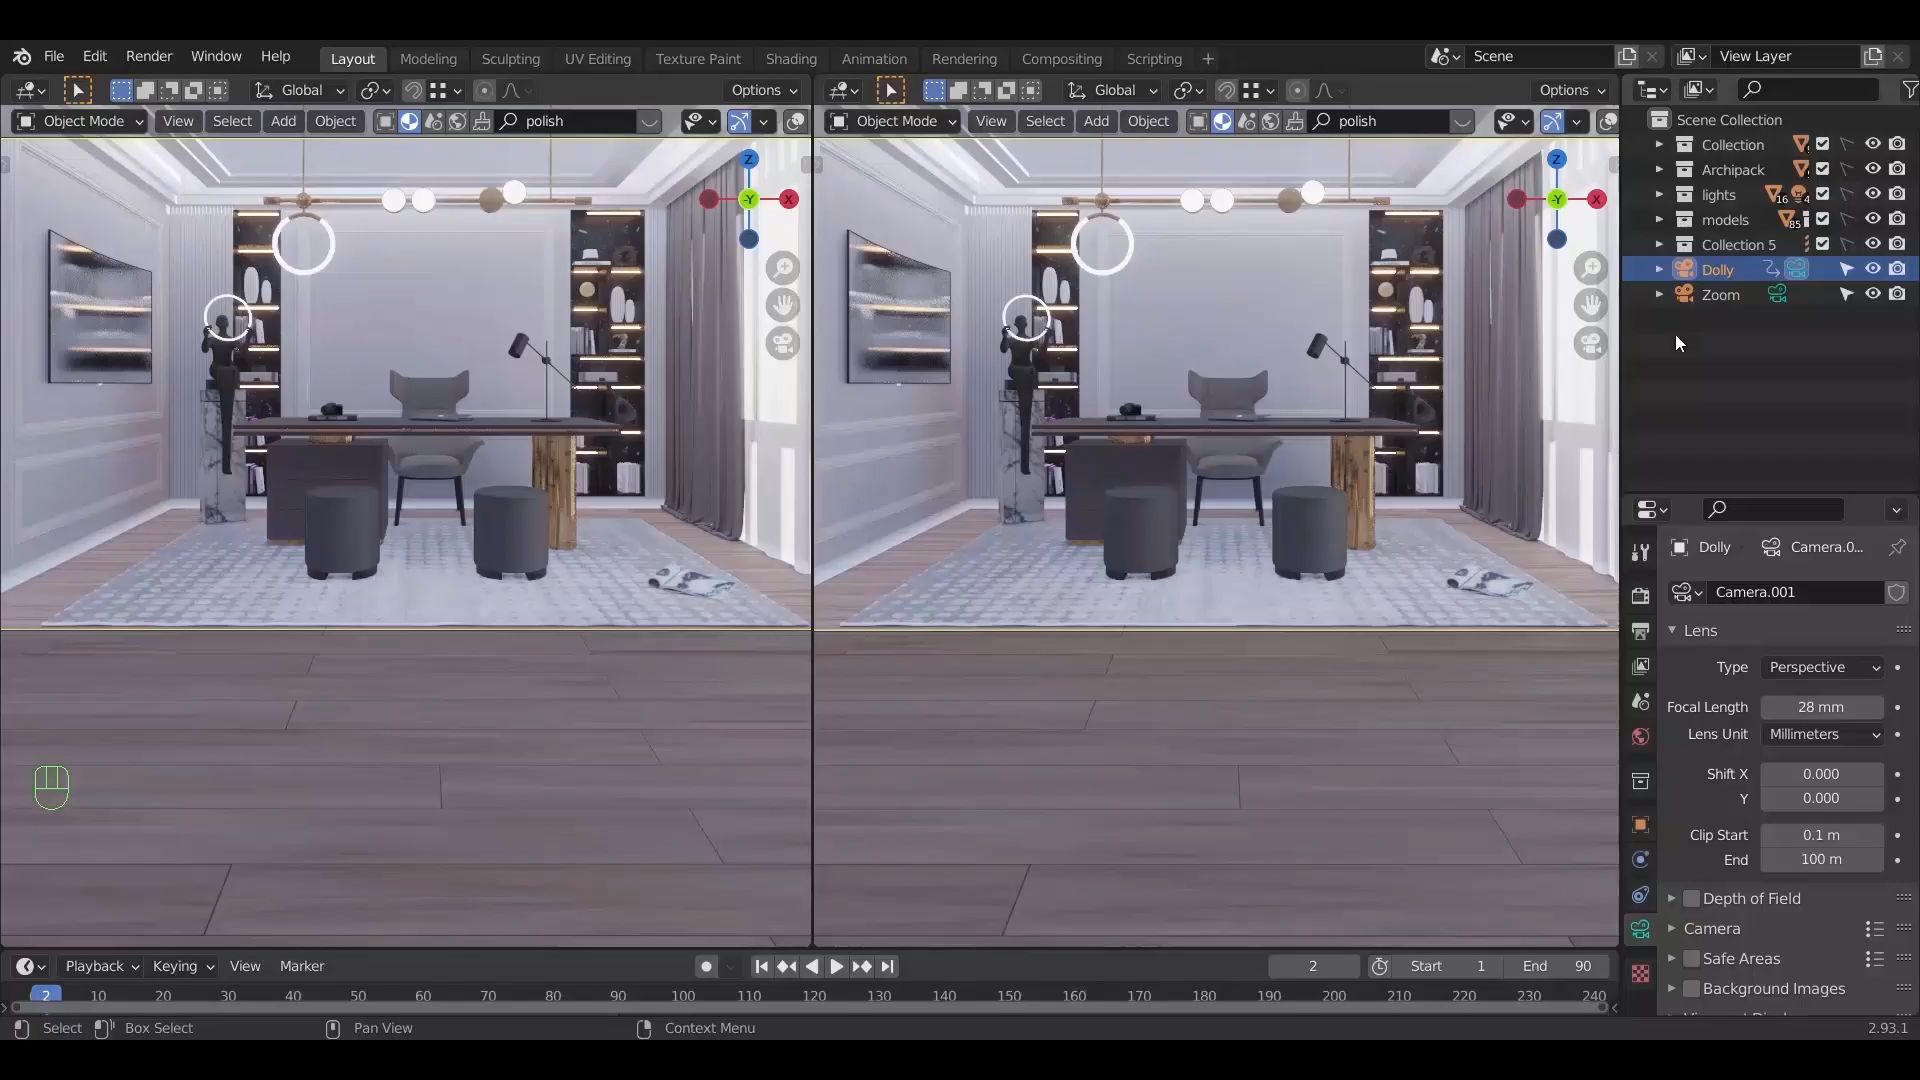 File Edit Render Window Help Layout Modeling Sculpting UV Editing Texture Paint Shading Animation Rendering Compositing Scripting + Scene View Layer
Global Options Global Options
Object Mode View Select Add Object polish Object Mode View Select Add Object polish
Scene Collection
Collection
Archipack
lights 16 4
models 85
Collection 5
Dolly
Zoom
Z -Y X
Z -Y X
Dolly Camera.0...
Camera.001
Lens
Type Perspective
Focal Length 28 mm
Lens Unit Millimeters
Shift X 0.000
Y 0.000
Clip Start 0.1 m
End 100 m
Depth of Field
Camera
Safe Areas
Background Images
Playback Keying View Marker 2 Start 1 End 90
2 10 20 30 40 50 60 70 80 90 100 110 120 130 140 150 160 170 180 190 200 210 220 230 240
Select Box Select Pan View Context Menu 2.93.1